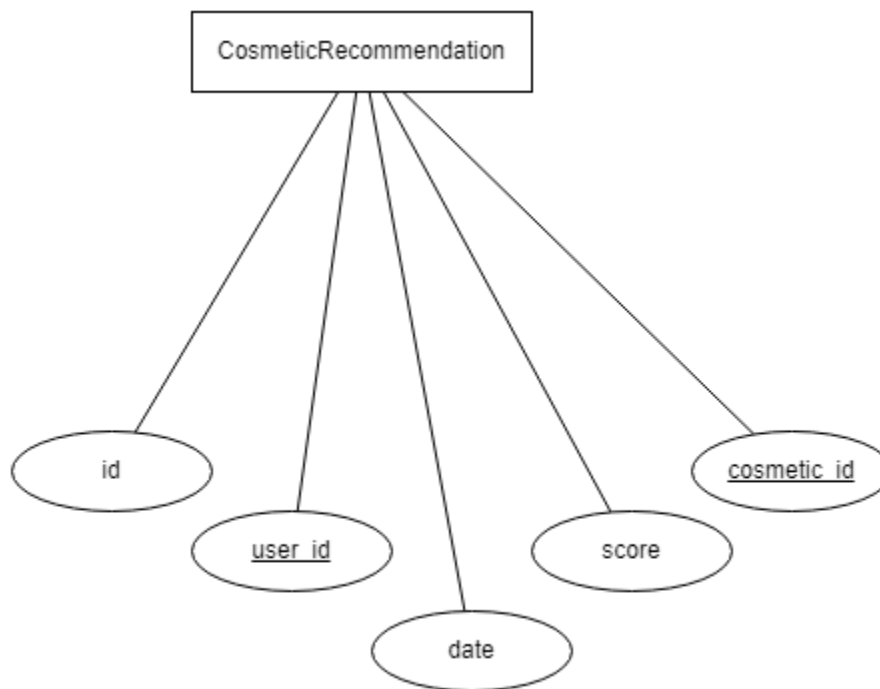 CosmeticRecommendation
id
cosmetic_id
user_id
score
date